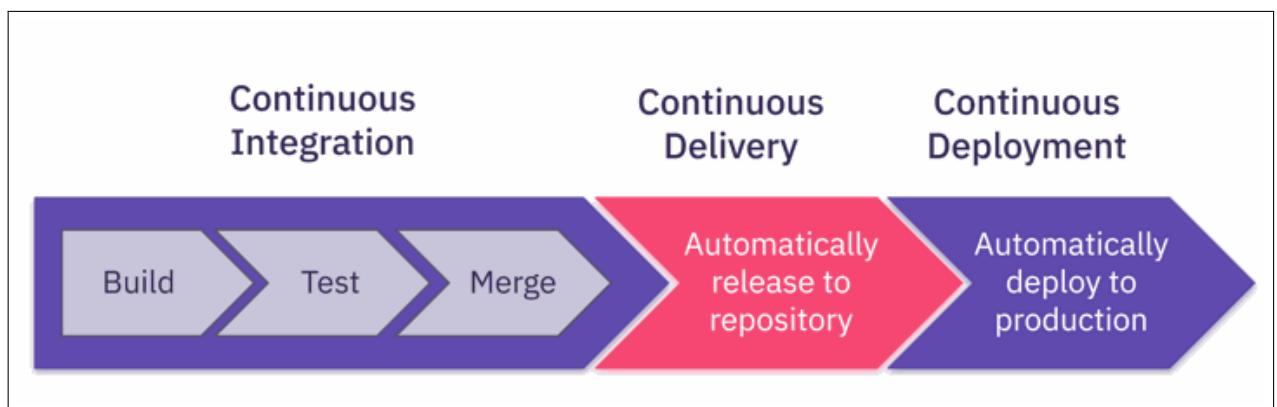 Continuous
Integration
Continuous
Delivery
Continuous
Deployment
Build
Test
Merge
Automatically
release to
repository
Automatically
deploy to
production